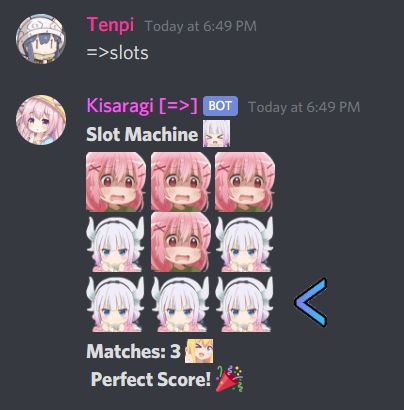 Tenpi Today at 6:49 PM
=>slots
Kisaragi [=>] BOT Today at 6:49 PM
Slot Machine
Matches: 3
Perfect Score!